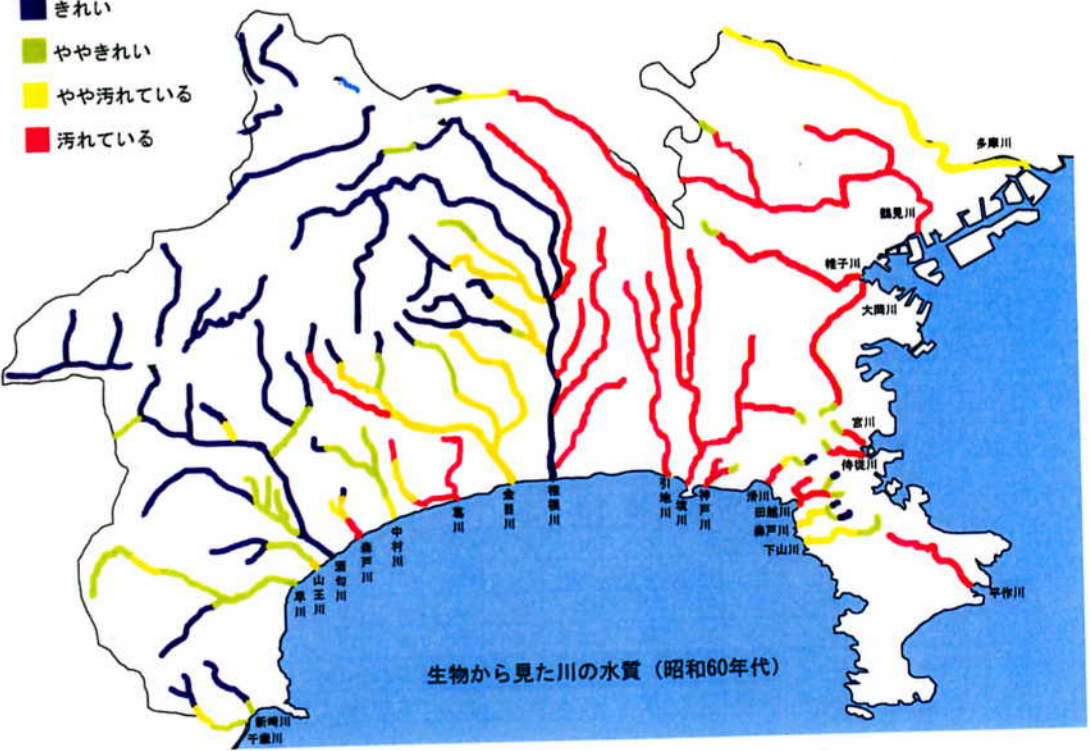 きれい
ややきれい
やや汚れている
汚れている
多摩川
鶴見川
帷子川
大岡川
宮川
侍従川
平作川
下山川
森戸川
田越川
滑川
神戸川
境川
引地川
相模川
金目川
葛川
中村川
森戸川
酒匂川
山王川
早川
新崎川
千歳川
生物から見た川の水質（昭和60年代）